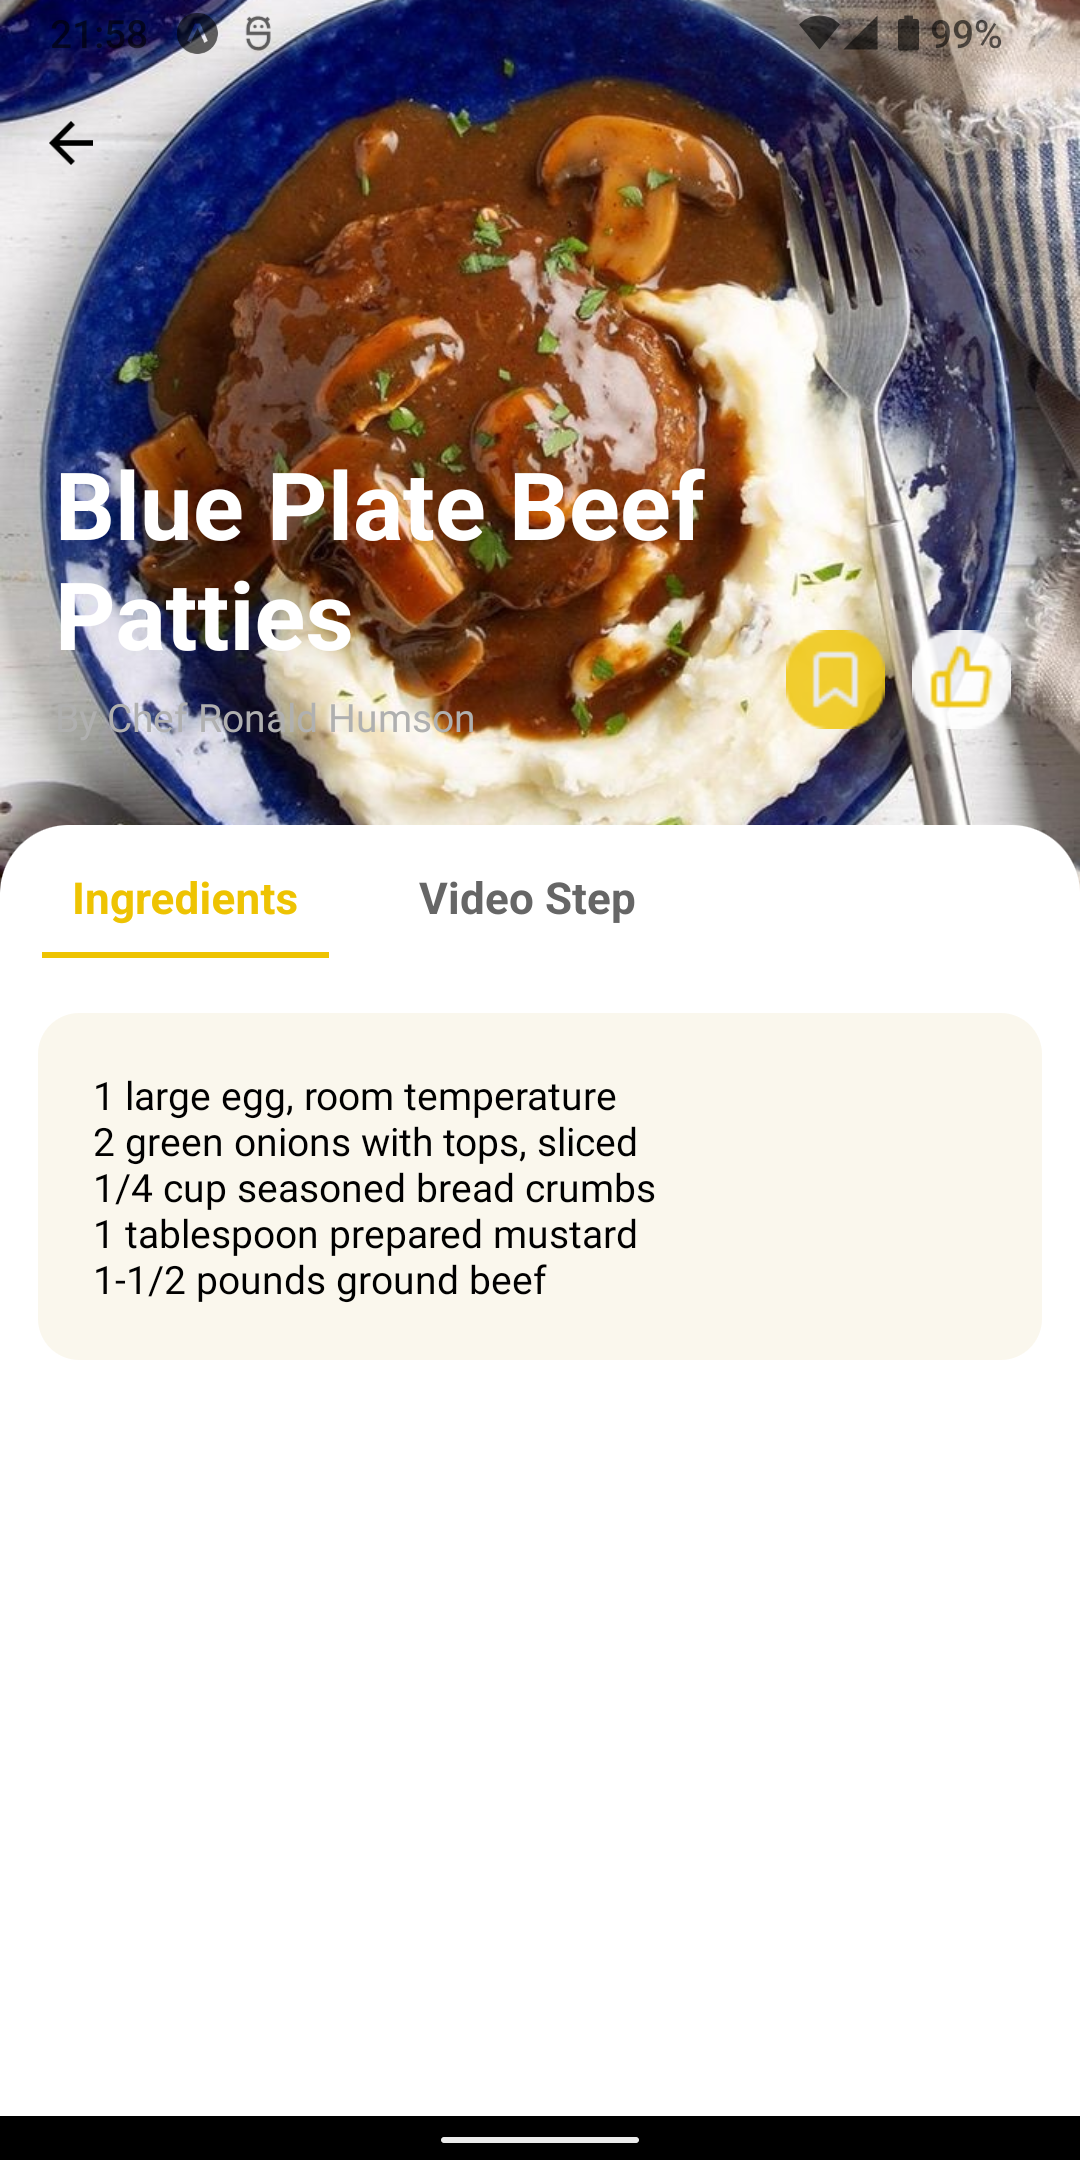 21:58
99%
Blue Plate Beef
Patties
By Chef Ronald Humson
Ingredients
Video Step
1 large egg, room temperature
2 green onions with tops, sliced
1/4 cup seasoned bread crumbs
1 tablespoon prepared mustard
1-1/2 pounds ground beef